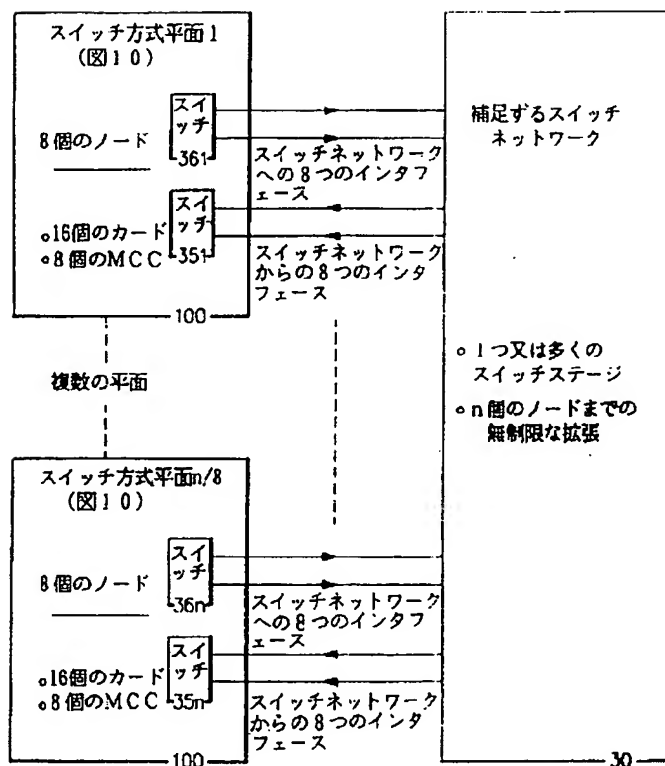 スイッチ方式平面1
(図10)
8個のノード
スイ
ッチ
361
スイ
ッチ
351
o16個のカード
o8個のMCC
100
スイッチネットワーク
への8つのインタフ
ェース
スイッチネットワーク
からの8つのインタ
フェース
補足するスイッチ
ネットワーク
複数の平面
o 1つ又は多くの
スイッチステージ
o n個のノードまでの
無制限な拡張
スイッチ方式平面n/8
(図10)
8個のノード
スイ
ッチ
36n
スイ
ッチ
35n
o16個のカード
o8個のMCC
100
スイッチネットワーク
への8つのインタフ
ェース
スイッチネットワーク
からの8つのインタ
フェース
30